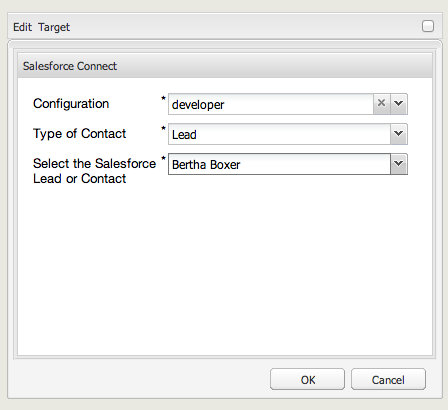 Edit Target
Salesforce Connect
Configuration * developer
Type of Contact * Lead
Select the Salesforce * Bertha Boxer
Lead or Contact
OK Cancel